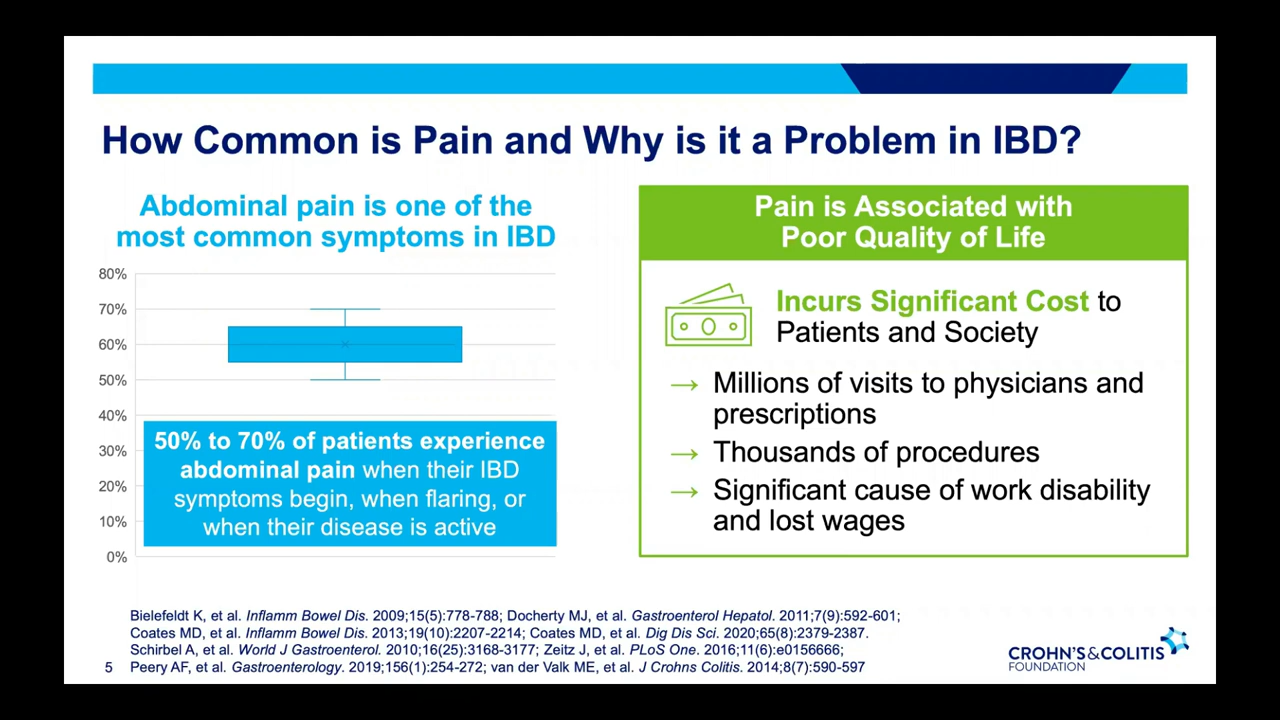 How Common is Pain and Why is it a Problem in IBD?
Abdominal pain is one of the
most common symptoms in IBD
80%
70%
60%
50%
40%
30%
20%
10%
0%
50% to 70% of patients experience
abdominal pain when their IBD
symptoms begin, when flaring, or
when their disease is active
Pain is Associated with
Poor Quality of Life
Incurs Significant Cost to
Patients and Society
→ Millions of visits to physicians and
prescriptions
→ Thousands of procedures
→ Significant cause of work disability
and lost wages
Bielefeldt K, et al. Inflamm Bowel Dis. 2009;15(5):778-788; Docherty MJ, et al. Gastroenterol Hepatol. 2011;7(9):592-601;
Coates MD, et al. Inflamm Bowel Dis. 2013;19(10):2207-2214; Coates MD, et al. Dig Dis Sci. 2020;65(8):2379-2387.
Schirbel A, et al. World J Gastroenterol. 2010;16(25):3168-3177; Zeitz J, et al. PLoS One. 2016;11(6):e0156666;
5 Peery AF, et al. Gastroenterology. 2019;156(1):254-272; van der Valk ME, et al. J Crohns Colitis. 2014;8(7):590-597
CROHN'S&COLITIS
FOUNDATION